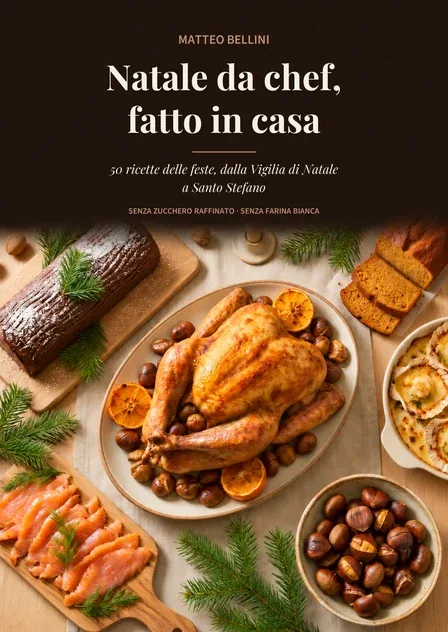 MATTEO BELLINI
Natale da chef,
fatto in casa
50 ricette delle feste, dalla Vigilia di Natale
a Santo Stefano
SENZA ZUCCHERO RAFFINATO · SENZA FARINA BIANCA